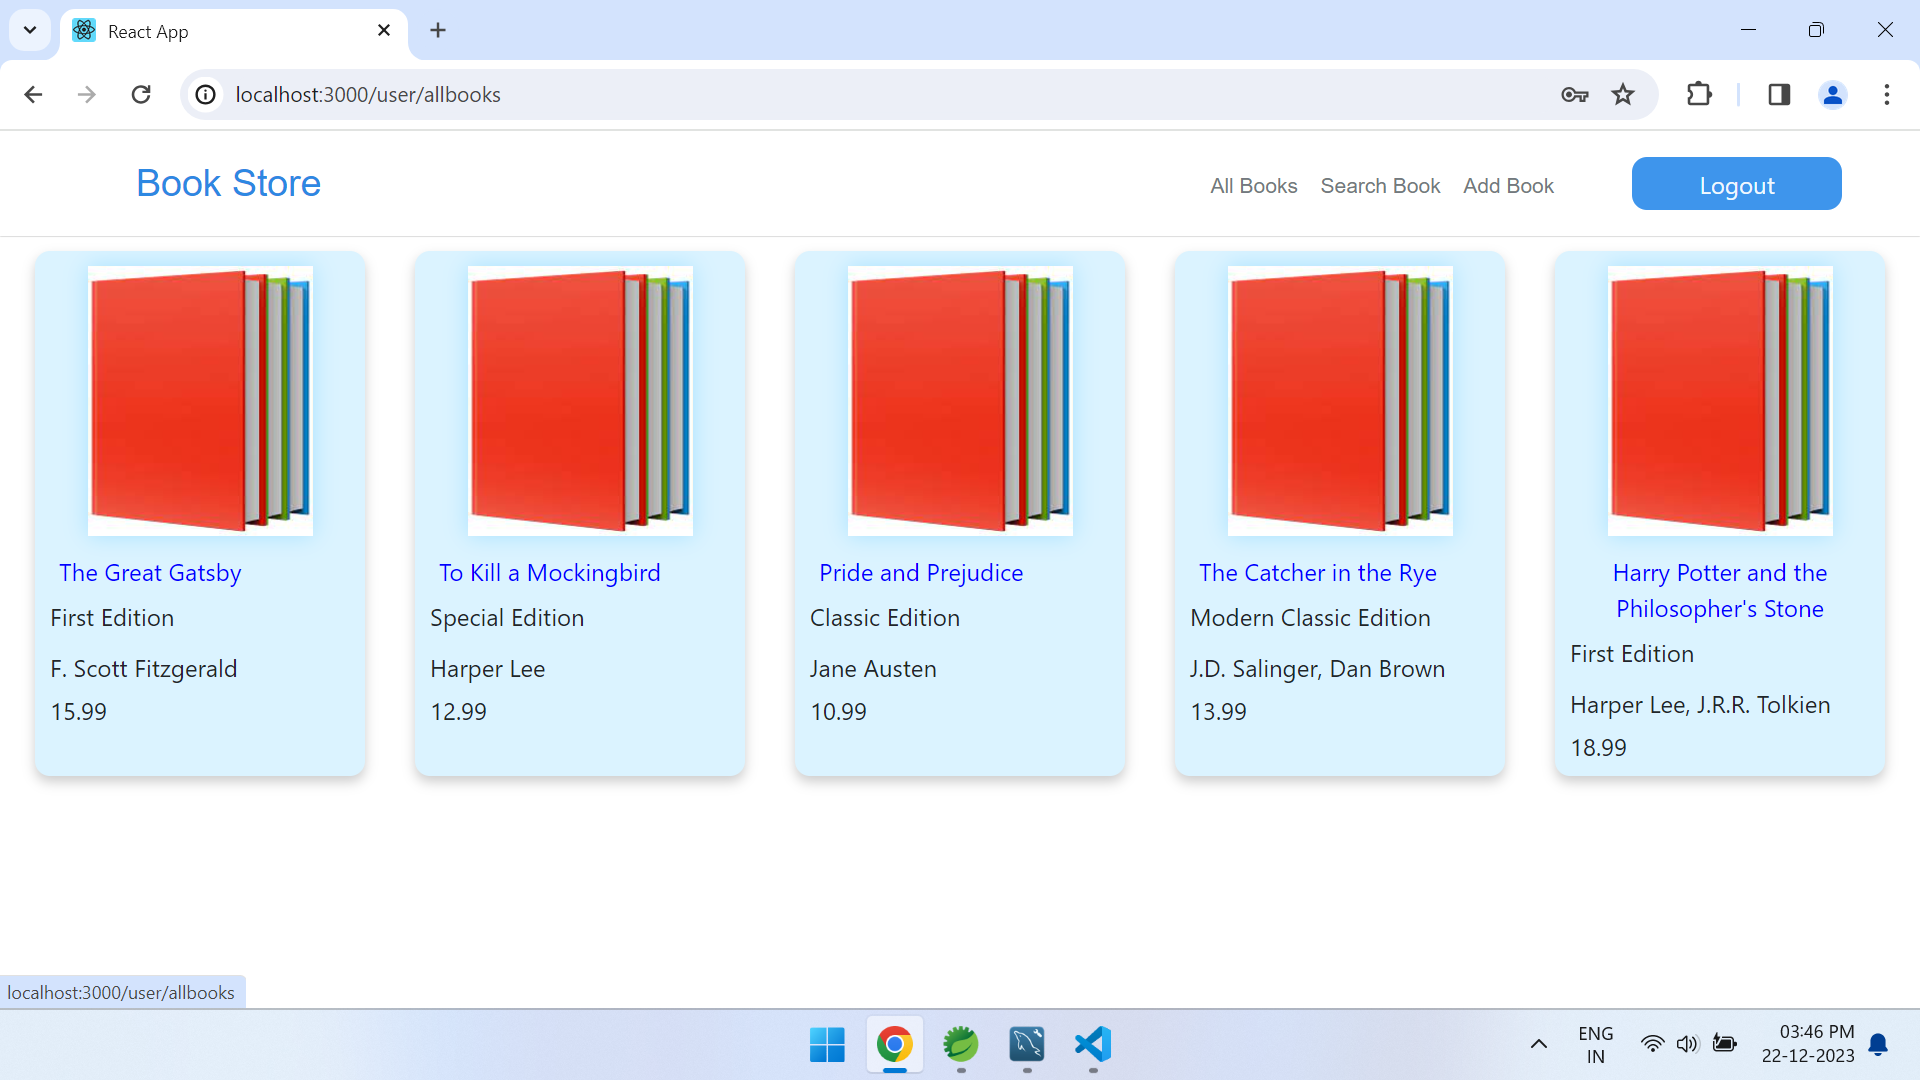 React App
localhost:3000/user/allbooks
Book Store
All Books Search Book Add Book Logout
The Great Gatsby
First Edition
F. Scott Fitzgerald
15.99
To Kill a Mockingbird
Special Edition
Harper Lee
12.99
Pride and Prejudice
Classic Edition
Jane Austen
10.99
The Catcher in the Rye
Modern Classic Edition
J.D. Salinger, Dan Brown
13.99
Harry Potter and the
Philosopher's Stone
First Edition
Harper Lee, J.R.R. Tolkien
18.99
localhost:3000/user/allbooks
ENG
IN
03:46 PM
22-12-2023